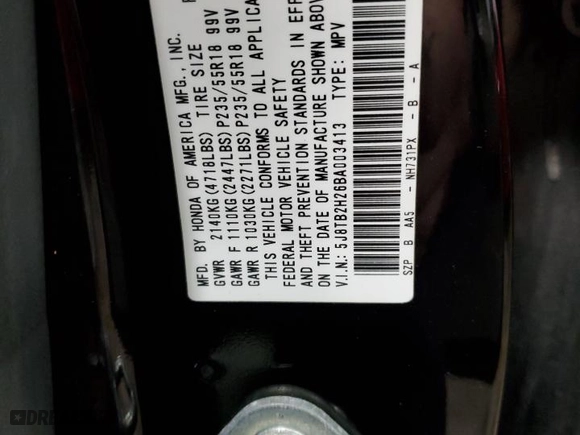 MFD. BY HONDA OF AMERICA MFG., INC.
GVWR 2140KG(4718LBS) TIRE SIZE
GAWR F 1110KG(2447LBS)P235/55R18 99V
GAWR R 1030KG(2271LBS)P235/55R18 99V
THIS VEHICLE CONFORMS TO ALL APPLICA
FEDERAL MOTOR VEHICLE SAFETY
AND THEFT PREVENTION STANDARDS IN EFF
ON THE DATE OF MANUFACTURE SHOWN ABOV
V.I.N.: 5J8TB2H26BA003413 TYPE: MPV
SZP B AA5 - NH731PX - B - A